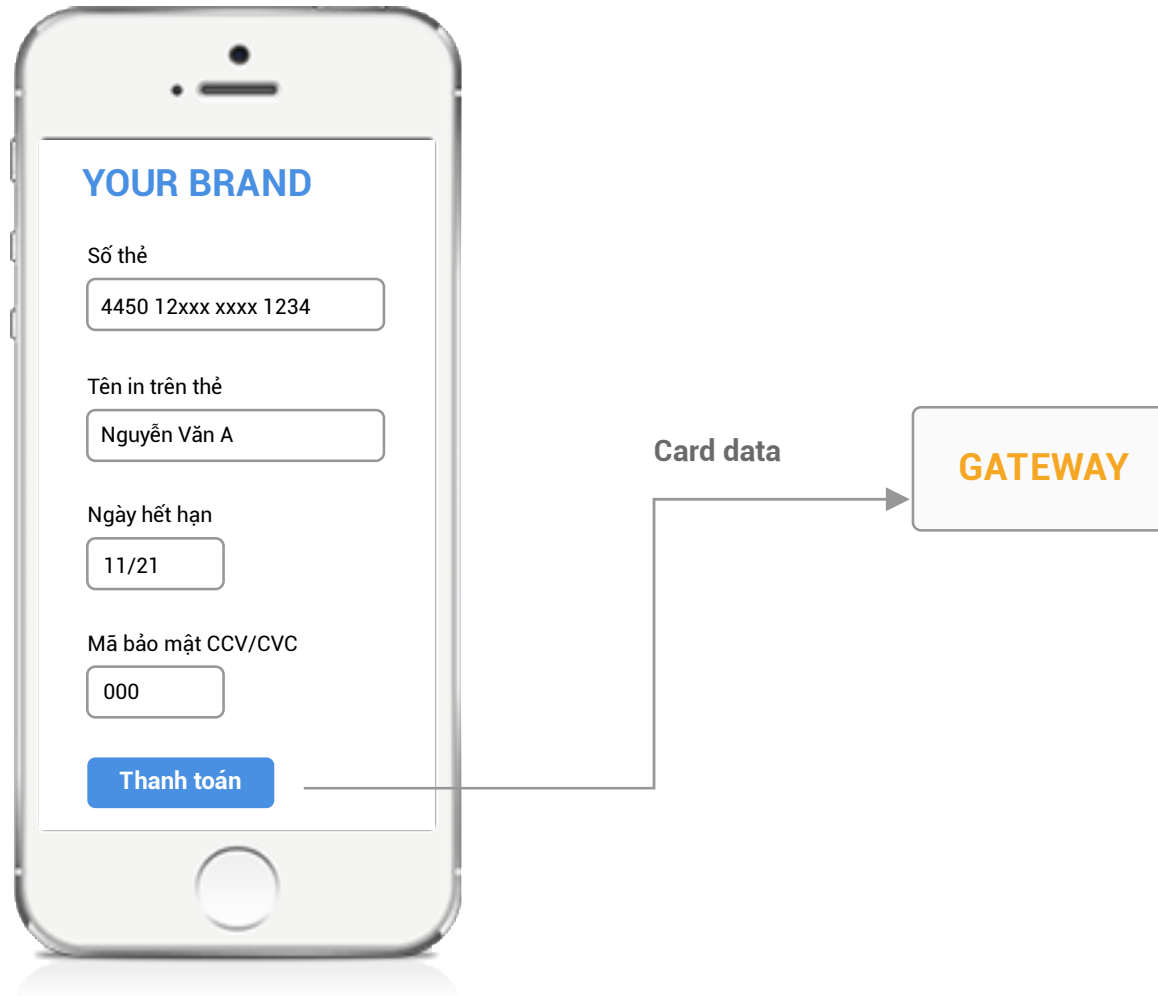 YOUR BRAND
Số thẻ
4450 12xxx xxxx 1234
Tên in trên thẻ
Nguyễn Văn A
Ngày hết hạn
11/21
Mã bảo mật CCV/CVC
000
Thanh toán
Card data
GATEWAY